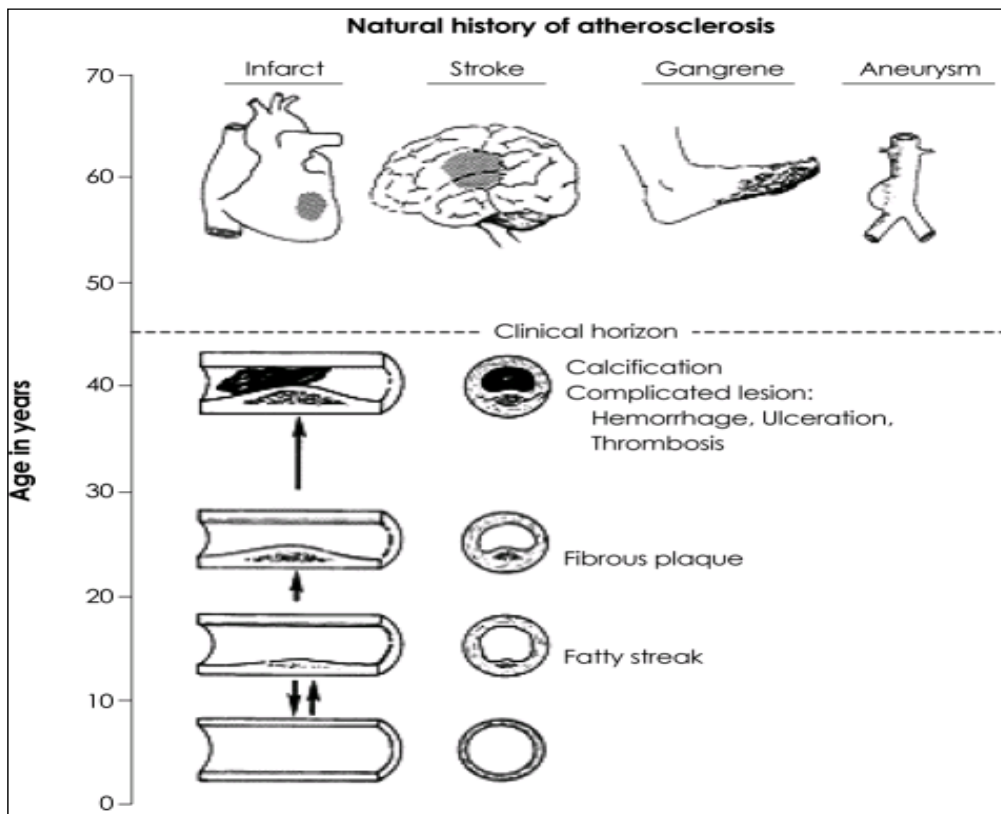 Natural history of atherosclerosis
Infarct
Stroke
Gangrene
Aneurysm
70
60
50
Clinical horizon
40
Calcification
Complicated lesion:
Hemorrhage, Ulceration,
Thrombosis
30
Fibrous plaque
20
Fatty streak
10
0
Age in years